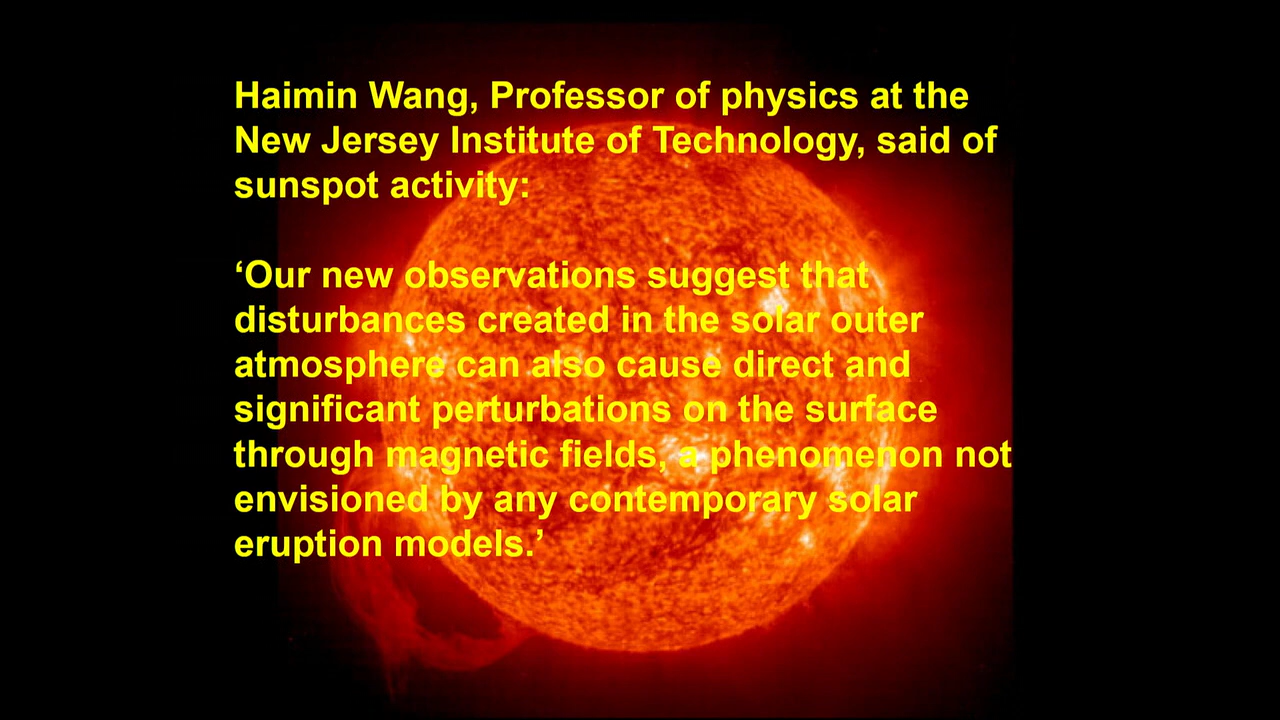 Haimin Wang, Professor of physics at the
New Jersey Institute of Technology, said of
sunspot activity:
‘Our new observations suggest that
disturbances created in the solar outer
atmosphere can also cause direct and
significant perturbations on the surface
through magnetic fields, a phenomenon not
envisioned by any contemporary solar
eruption models.’